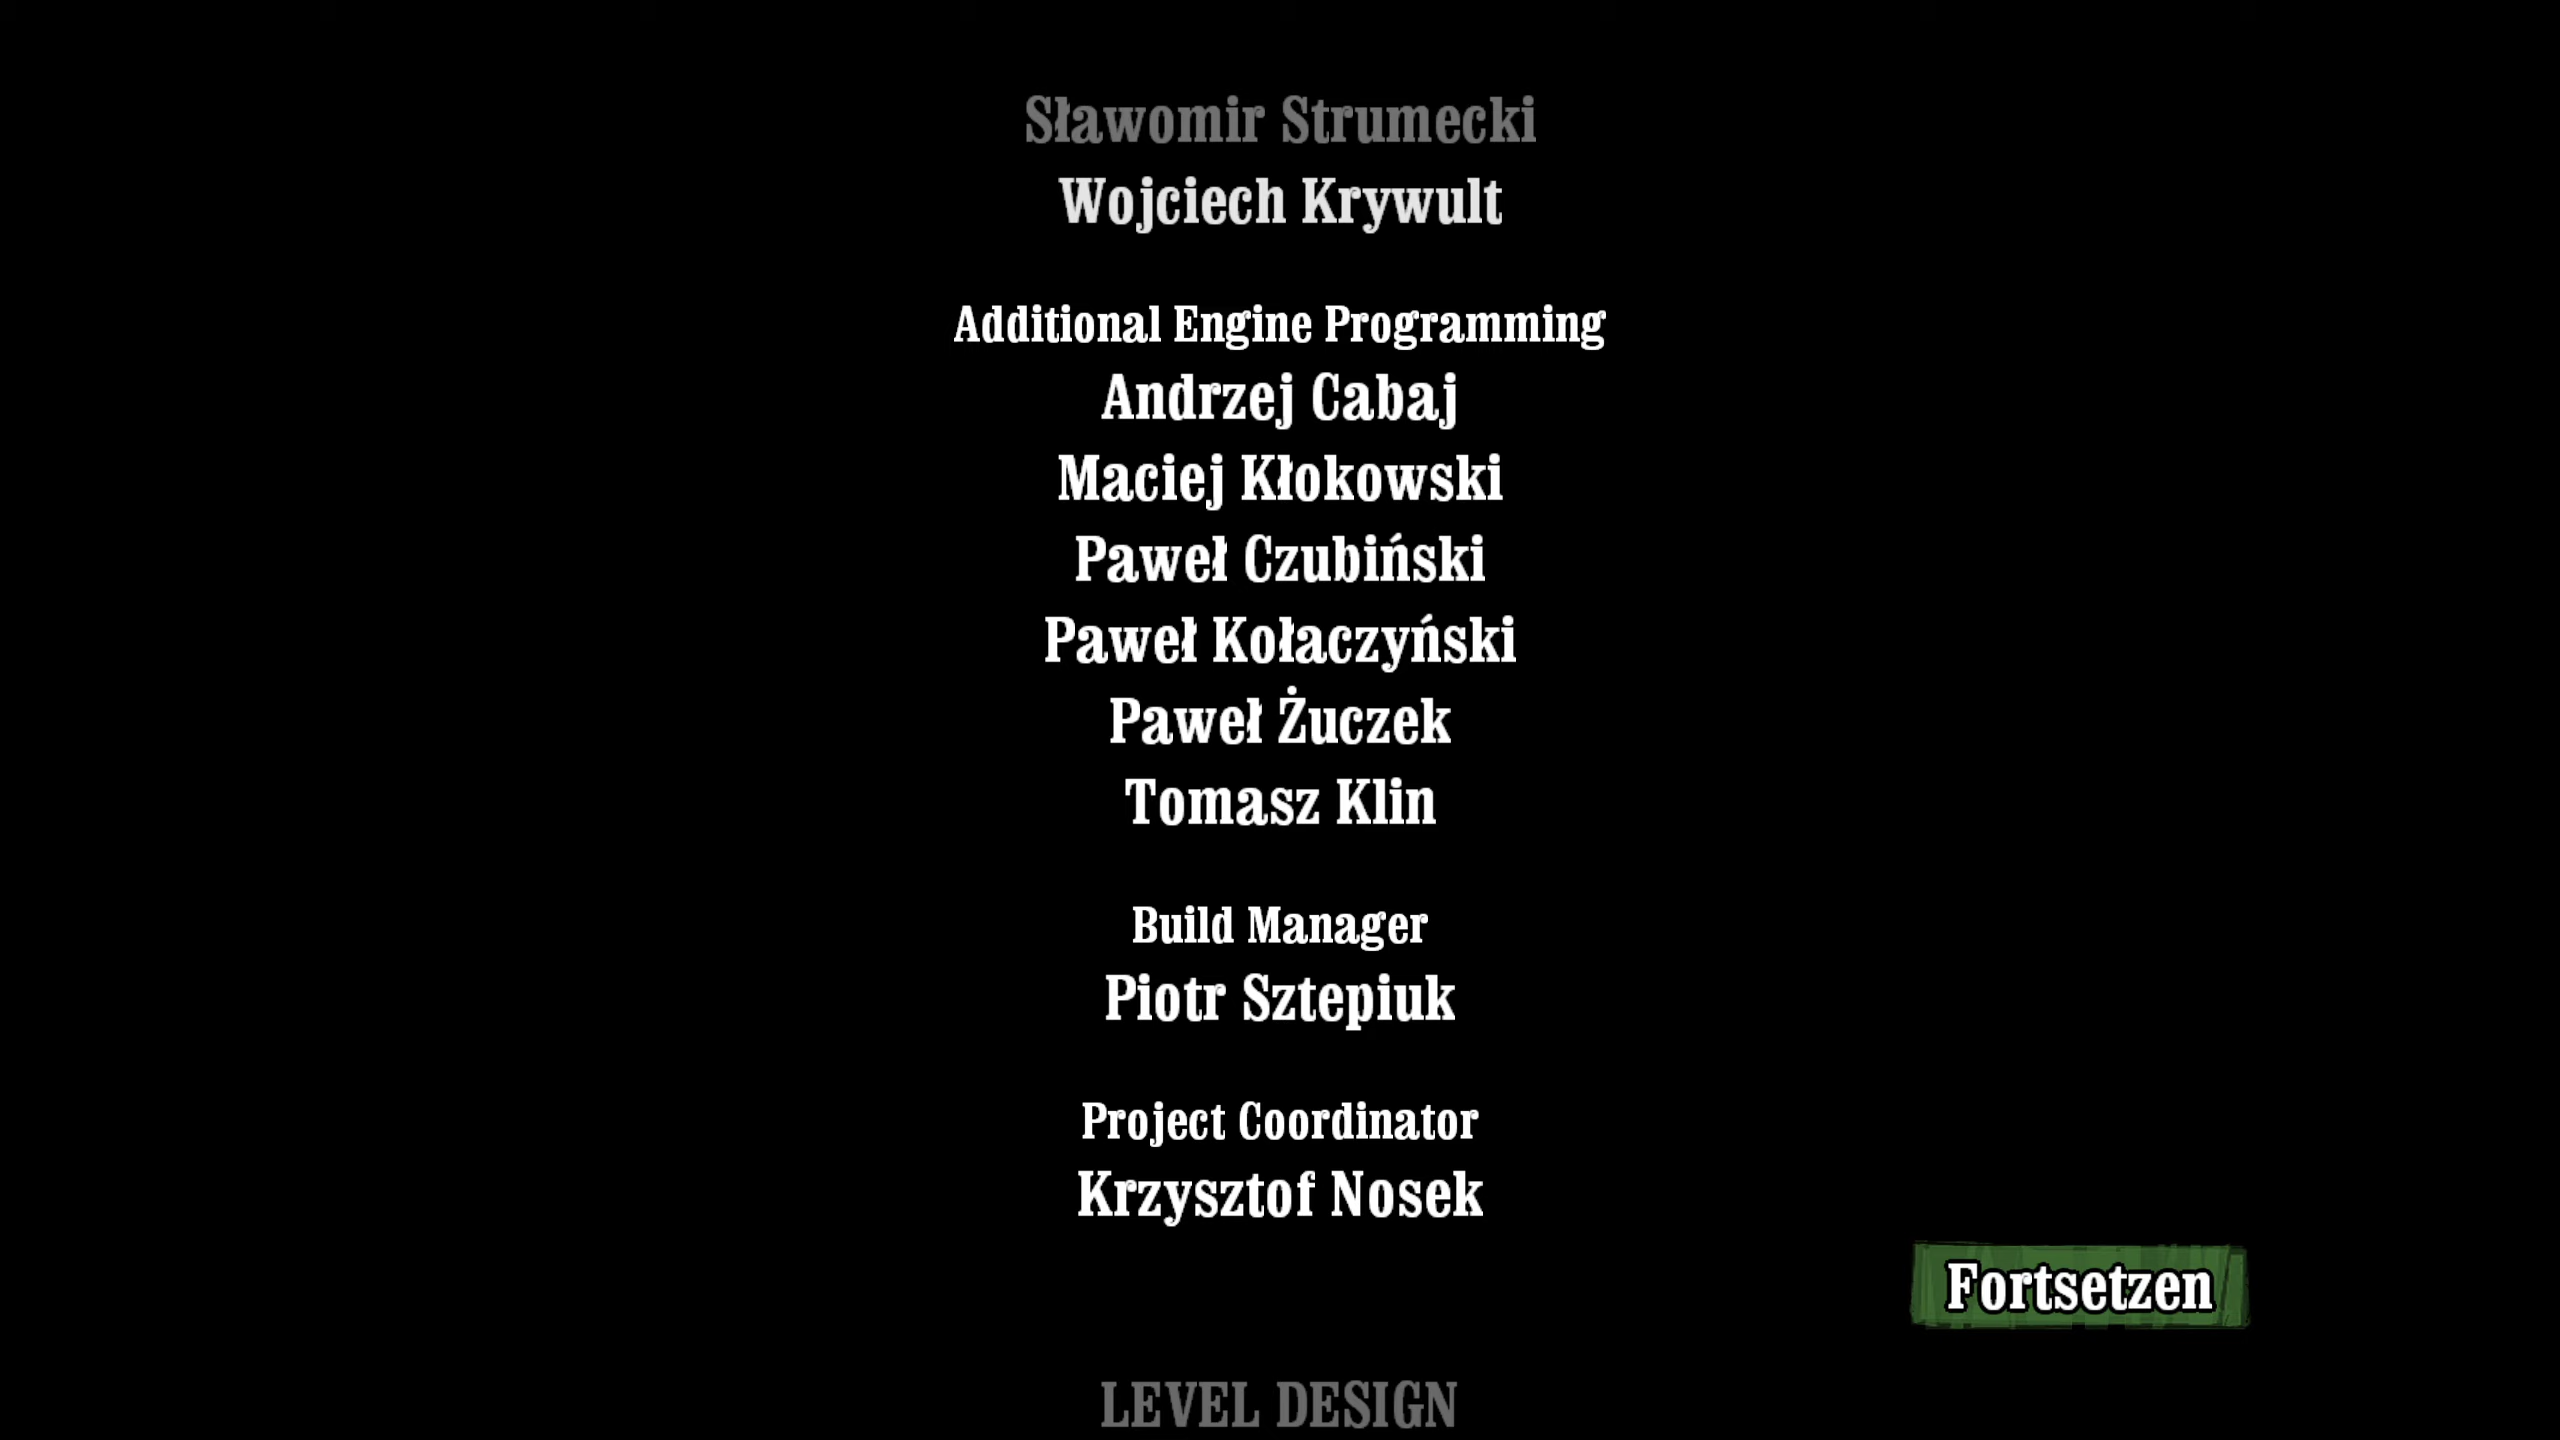 Sławomir Strumecki
Wojciech Krywult
Additional Engine Programming
Andrzej Cabaj
Maciej Kłokowski
Paweł Czubiński
Paweł Kołaczyński
Paweł Żuczek
Tomasz Klin
Build Manager
Piotr Sztepiuk
Project Coordinator
Krzysztof Nosek
Fortsetzen
LEVEL DESIGN